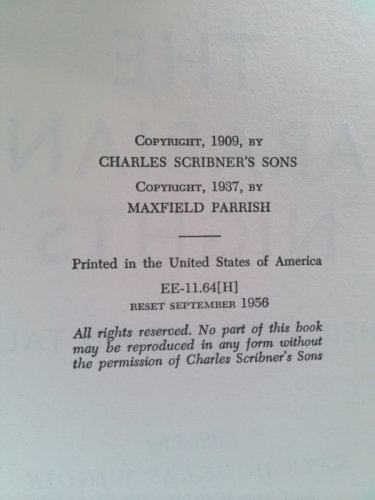 COPYRIGHT, 1909, BY
CHARLES SCRIBNER'S SONS
COPYRIGHT, 1937, BY
MAXFIELD PARRISH
Printed in the United States of America
EE-11.64[H]
RESET SEPTEMBER 1956
All rights reserved. No part of this book
may be reproduced in any form without
the permission of Charles Scribner's Sons